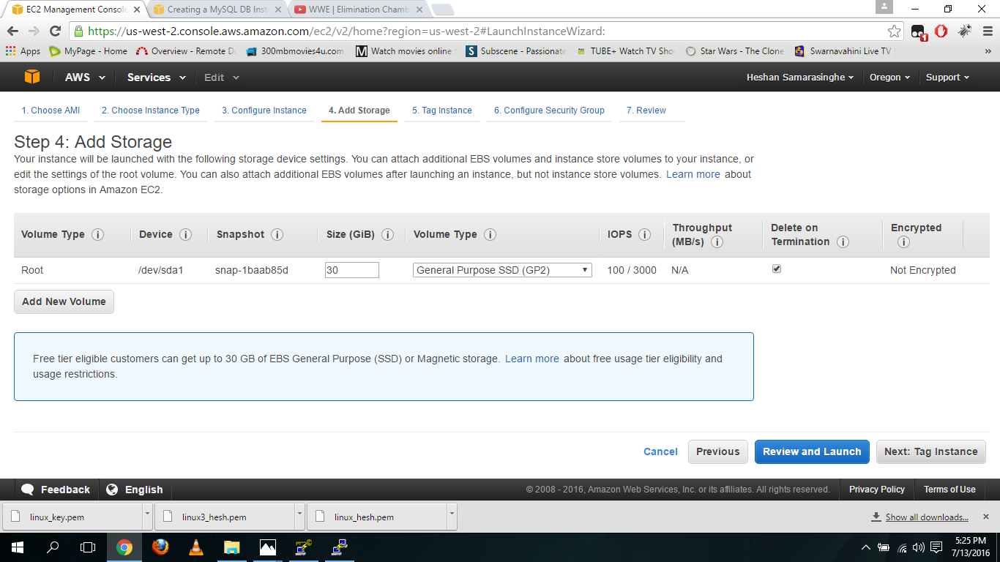 EC2 Management Console
Creating a MySQL DB Inst
WWE | Elimination Chamb
https://us-west-2.console.aws.amazon.com/ec2/v2/home?region=us-west-2#LaunchInstanceWizard:
1
Apps
MyPage - Home
Overview - Remote D
300mbmovies4u.com
Watch movies online
Subscene - Passionate
TUBE+ Watch TV Sho
Star Wars - The Clone
Swarnavahini Live TV
»
AWS
Services
Edit
Heshan Samarasinghe
Oregon
Support
1. Choose AMI
2. Choose Instance Type
3. Configure Instance
4. Add Storage
5. Tag Instance
6. Configure Security Group
7. Review
Step 4: Add Storage
Your instance will be launched with the following storage device settings. You can attach additional EBS volumes and instance store volumes to your instance, or
edit the settings of the root volume. You can also attach additional EBS volumes after launching an instance, but not instance store volumes. Learn more about
storage options in Amazon EC2.
Volume Type
Device
Snapshot
Size (GiB)
Volume Type
IOPS
Throughput
(MB/s)
Delete on
Termination
Encrypted
Root
/dev/sda1
snap-1baab85d
30
General Purpose SSD (GP2)
100 / 3000
N/A
Not Encrypted
Add New Volume
Free tier eligible customers can get up to 30 GB of EBS General Purpose (SSD) or Magnetic storage. Learn more about free usage tier eligibility and
usage restrictions.
Cancel
Previous
Review and Launch
Next: Tag Instance
Feedback
English
© 2008 - 2016, Amazon Web Services, Inc. or its affiliates. All rights reserved.
Privacy Policy
Terms of Use
linux_key.pem
linux3_hesh.pem
linux_hesh.pem
Show all downloads...
5:25 PM
7/13/2016